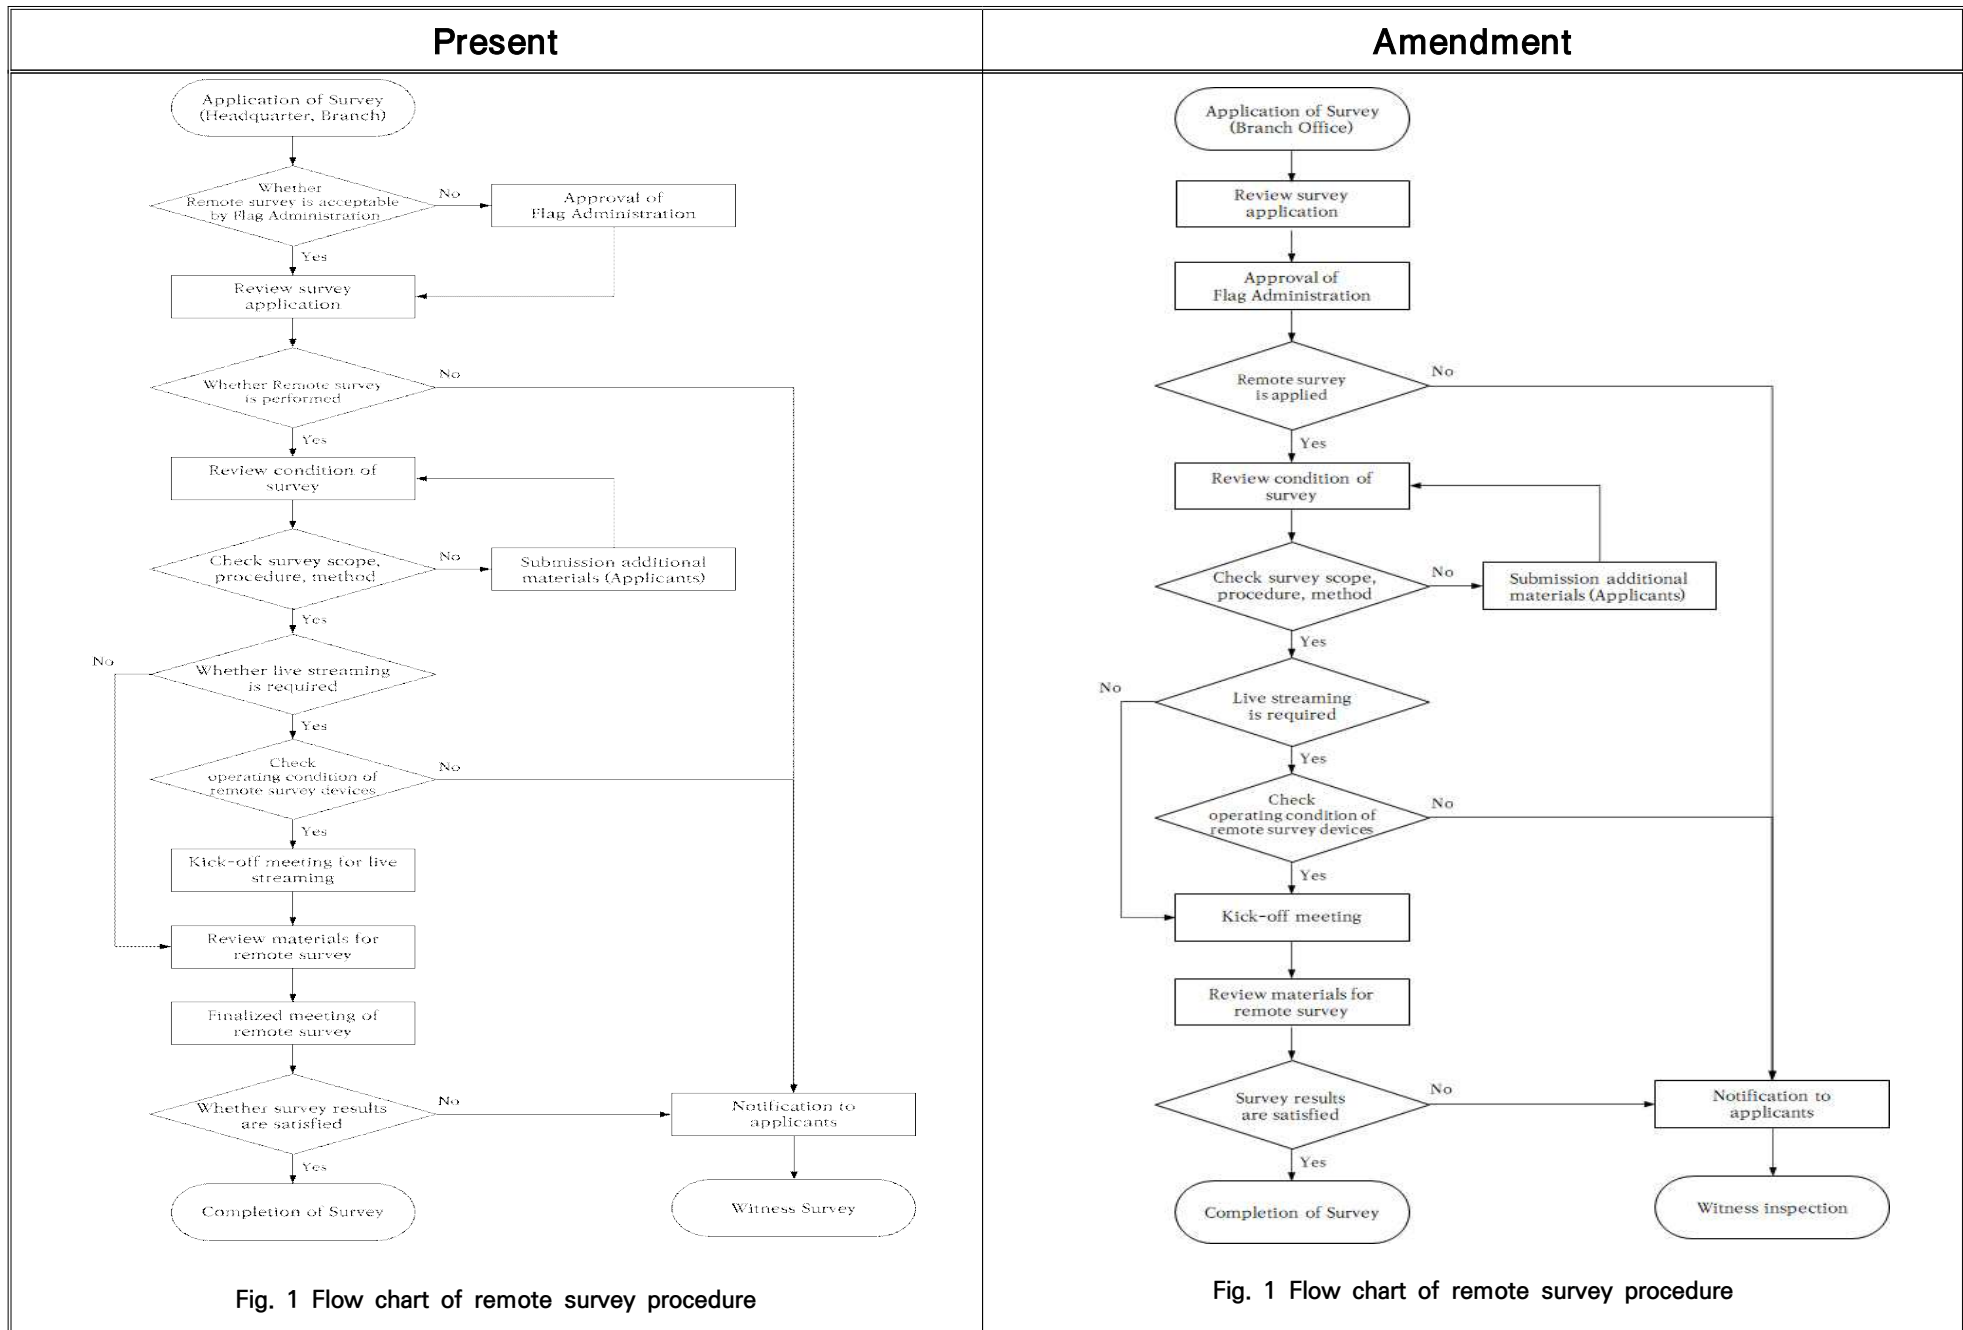 Present
Application of Survey
(Headquarter, Branch)
Whether
Remote survey is acceptable
by Flag Administration
No
Approval of
Flag Administration
Yes
Review survey
application
Whether Remote survey
is performed
No
Yes
Review condition of
survey
Check survey scope,
procedure, method
No
Submission additional
materials (Applicants)
Yes
No
Whether live streaming
is required
Yes
Check
operating condition of
remote survey devices
No
Yes
Kick-off meeting for live
streaming
Review materials for
remote survey
Finalized meeting of
remote survey
Whether survey results
are satisfied
No
Notification to
applicants
Yes
Completion of Survey
Witness Survey
Fig. 1 Flow chart of remote survey procedure
Amendment
Application of Survey
(Branch Office)
Review survey
application
Approval of
Flag Administration
Remote survey
is applied
No
Yes
Review condition of
survey
Check survey scope,
procedure, method
No
Submission additional
materials (Applicants)
Yes
No
Live streaming
is required
Yes
Check
operating condition of
remote survey devices
No
Yes
Kick-off meeting
Review materials for
remote survey
Survey results
are satisfied
No
Notification to
applicants
Yes
Completion of Survey
Witness inspection
Fig. 1 Flow chart of remote survey procedure